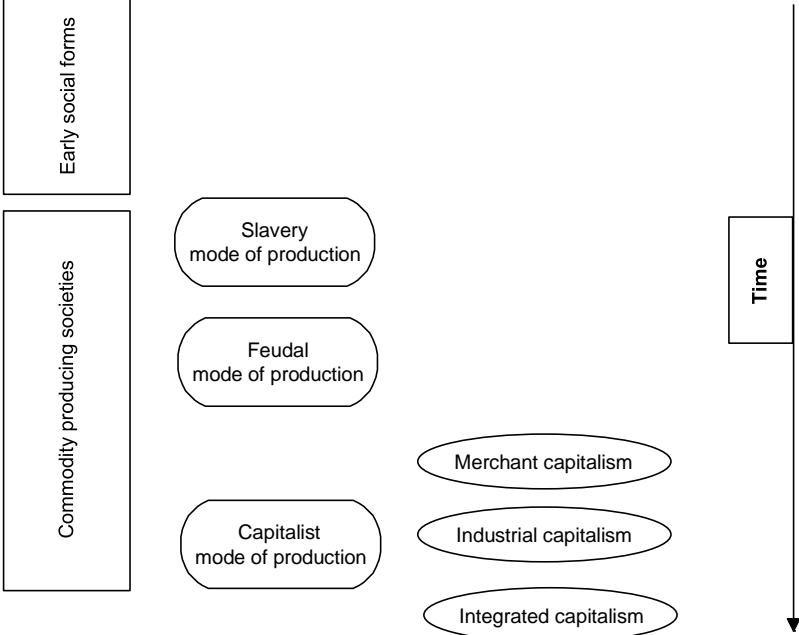 Early social forms
Slavery
mode of production
Commodity producing societies
Time
Feudal
mode of production
Merchant capitalism
Capitalist
mode of production
Industrial capitalism
Integrated capitalism